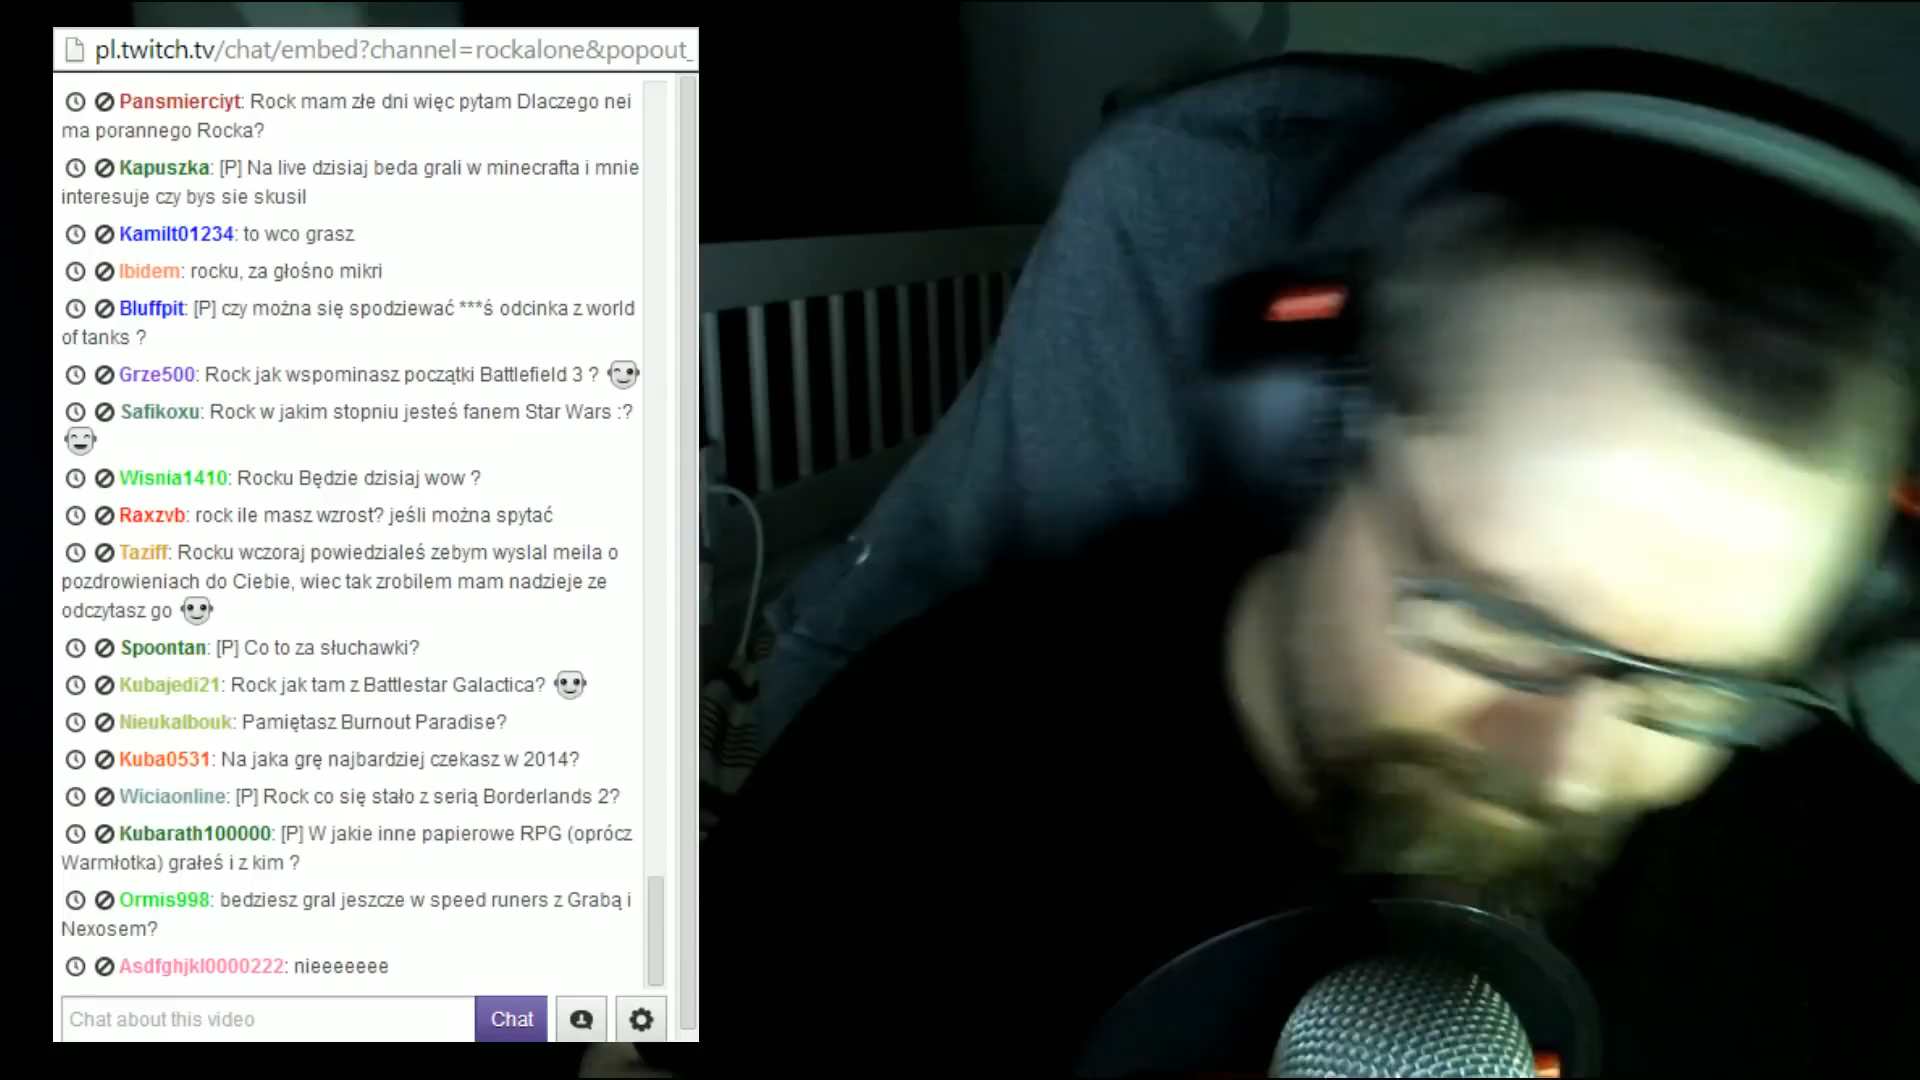 pl.twitch.tv/chat/embed?channel=rockalone&popout_
Pansmierciyt: Rock mam złe dni więc pytam Dlaczego nei
ma porannego Rocka?
Kapuszka: [P] Na live dzisiaj beda grali w minecrafta i mnie
interesuje czy bys sie skusil
Kamilt01234: to wco grasz
Ibidem: rocku, za głośno mikri
Bluffpit: [P] czy można się spodziewać ***ś odcinka z world
of tanks ?
Grze500: Rock jak wspominasz początki Battlefield 3 ?
Safikoxu: Rock w jakim stopniu jesteś fanem Star Wars :?
Wisnia1410: Rocku Będzie dzisiaj wow ?
Raxzvb: rock ile masz wzrost? jeśli można spytać
Taziff: Rocku wczoraj powiedzialeś zebym wyslal meila o
pozdrowieniach do Ciebie, wiec tak zrobilem mam nadzieje ze
odczytasz go
Spoontan: [P] Co to za słuchawki?
Kubajedi21: Rock jak tam z Battlestar Galactica?
Nieukalbouk: Pamiętasz Burnout Paradise?
Kuba0531: Na jaka grę najbardziej czekasz w 2014?
Wiciaonline: [P] Rock co się stało z serią Borderlands 2?
Kubarath100000: [P] W jakie inne papierowe RPG (oprócz
Warmłotka) grałeś i z kim ?
Ormis998: bedziesz gral jeszcze w speed runers z Grabą i
Nexosem?
Asdfghjkl0000222: nieeeeeee
Chat about this video
Chat